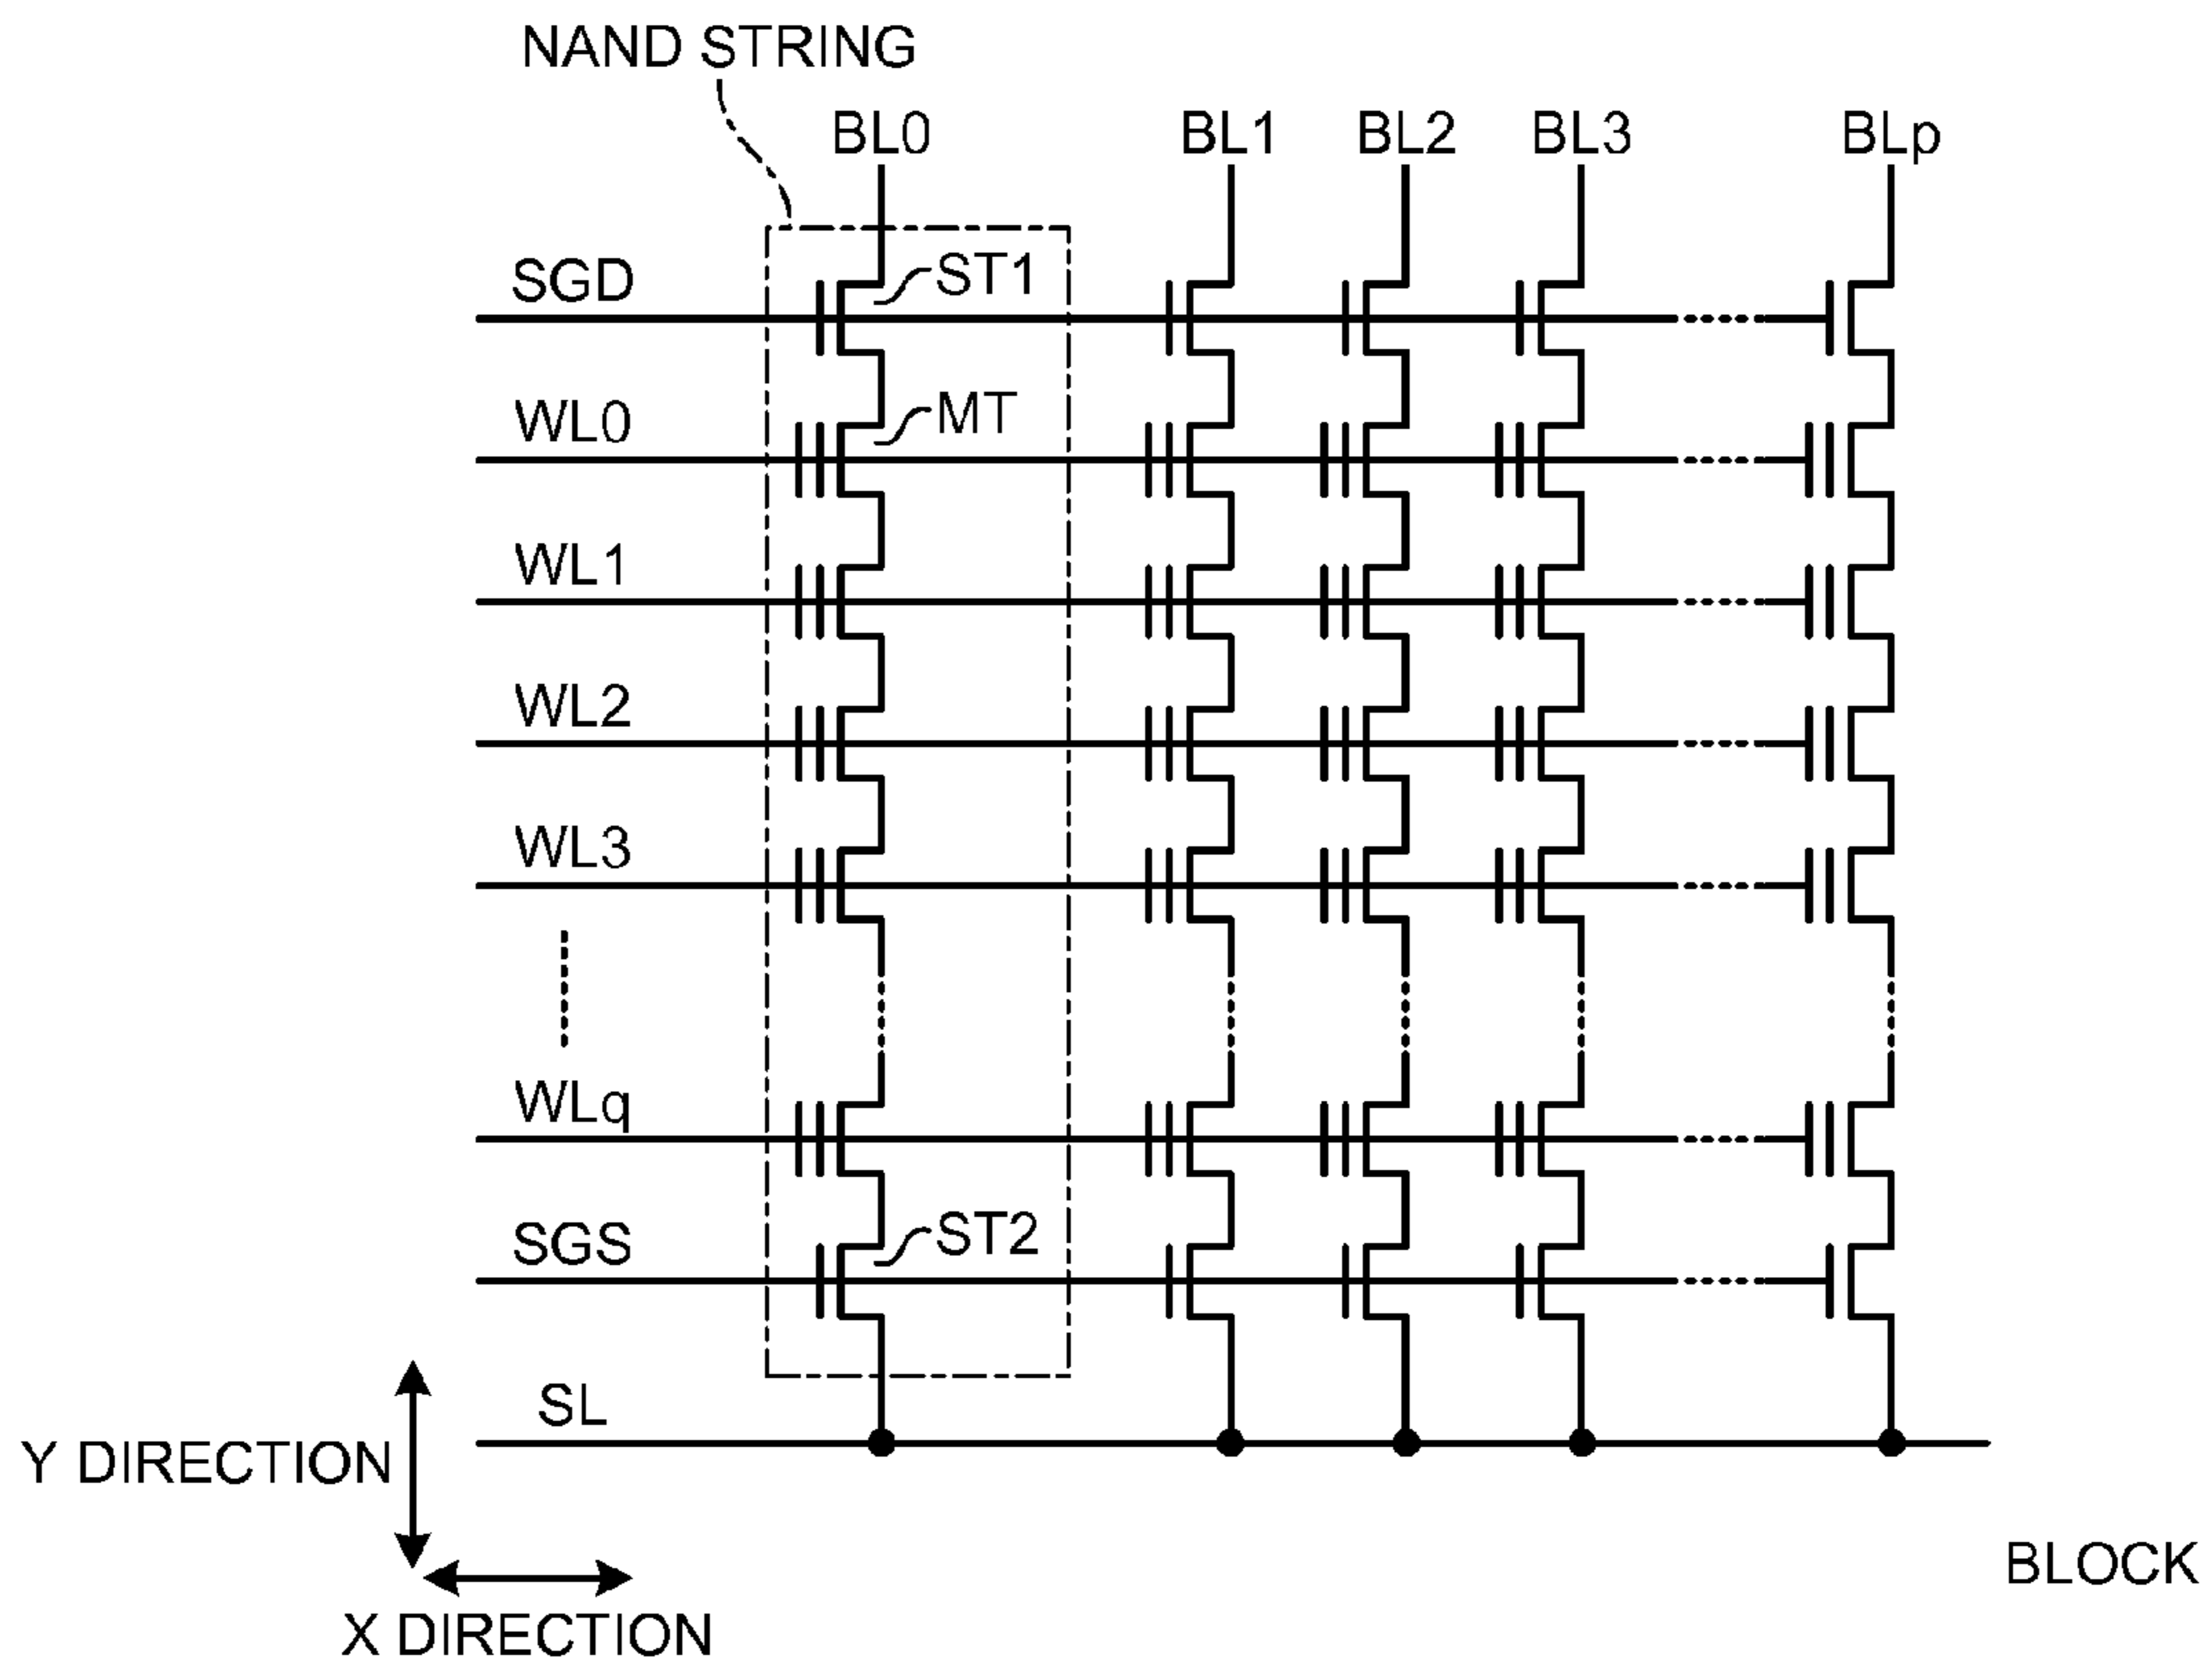 NAND STRING
BL0 BL1 BL2 BL3 BLp
SGD ST1
WL0 MT
WL1
WL2
WL3
WLq
SGS ST2
SL
Y DIRECTION
X DIRECTION
BLOCK